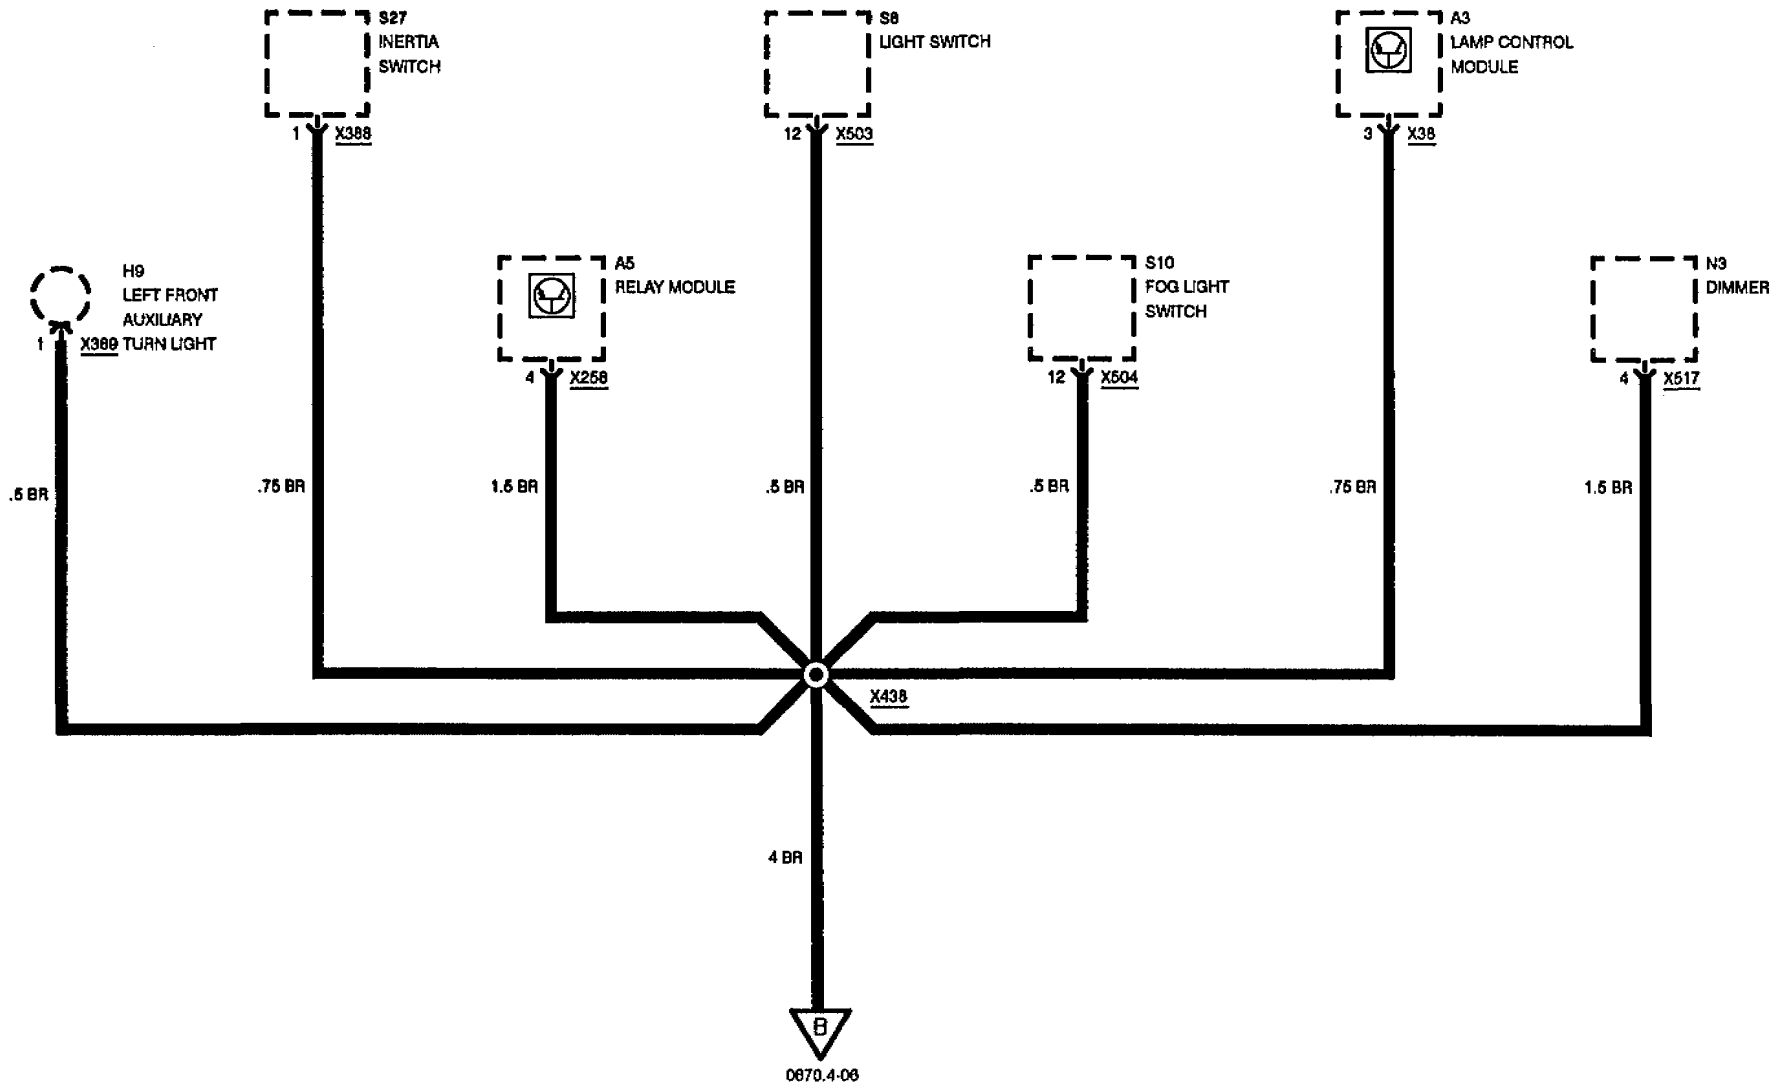 S27
INERTIA
SWITCH
1 X388
S8
LIGHT SWITCH
12 X503
A3
LAMP CONTROL
MODULE
3 X38
H9
LEFT FRONT
AUXILIARY
TURN LIGHT
1 X389
A5
RELAY MODULE
4 X258
S10
FOG LIGHT
SWITCH
12 X504
N3
DIMMER
4 X517
.5 BR
.75 BR
1.5 BR
.5 BR
.5 BR
.75 BR
1.5 BR
X438
4 BR
B
0670.4-06